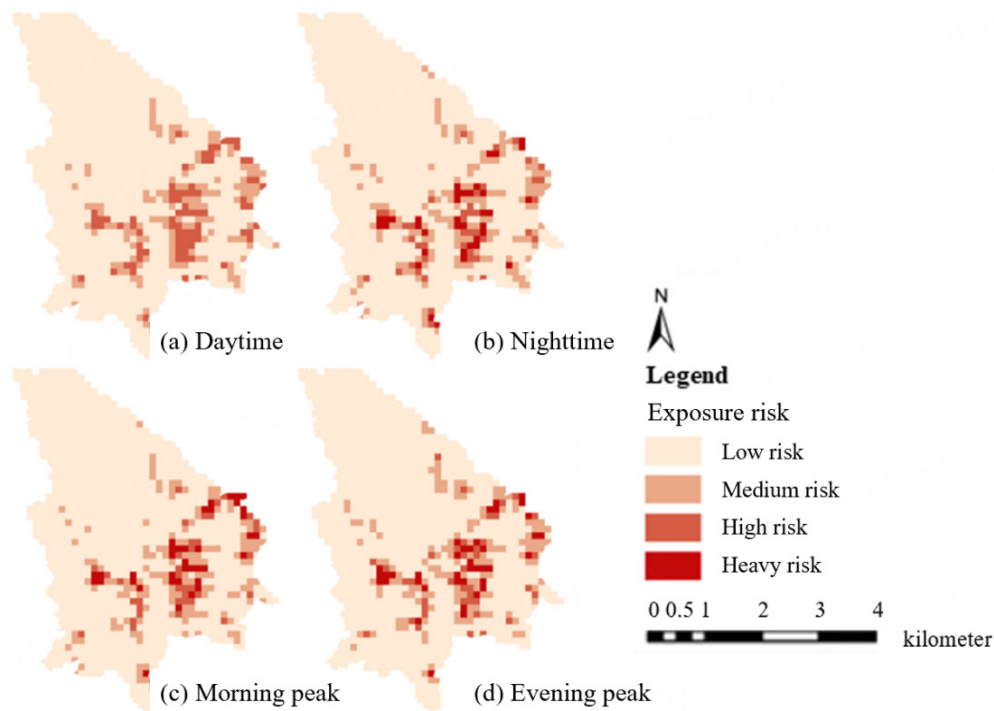 (a) Daytime
(b) Nighttime
N
Legend
Exposure risk
Low risk
Medium risk
High risk
Heavy risk
0 0.5 1 2 3 4
kilometer
(c) Morning peak
(d) Evening peak